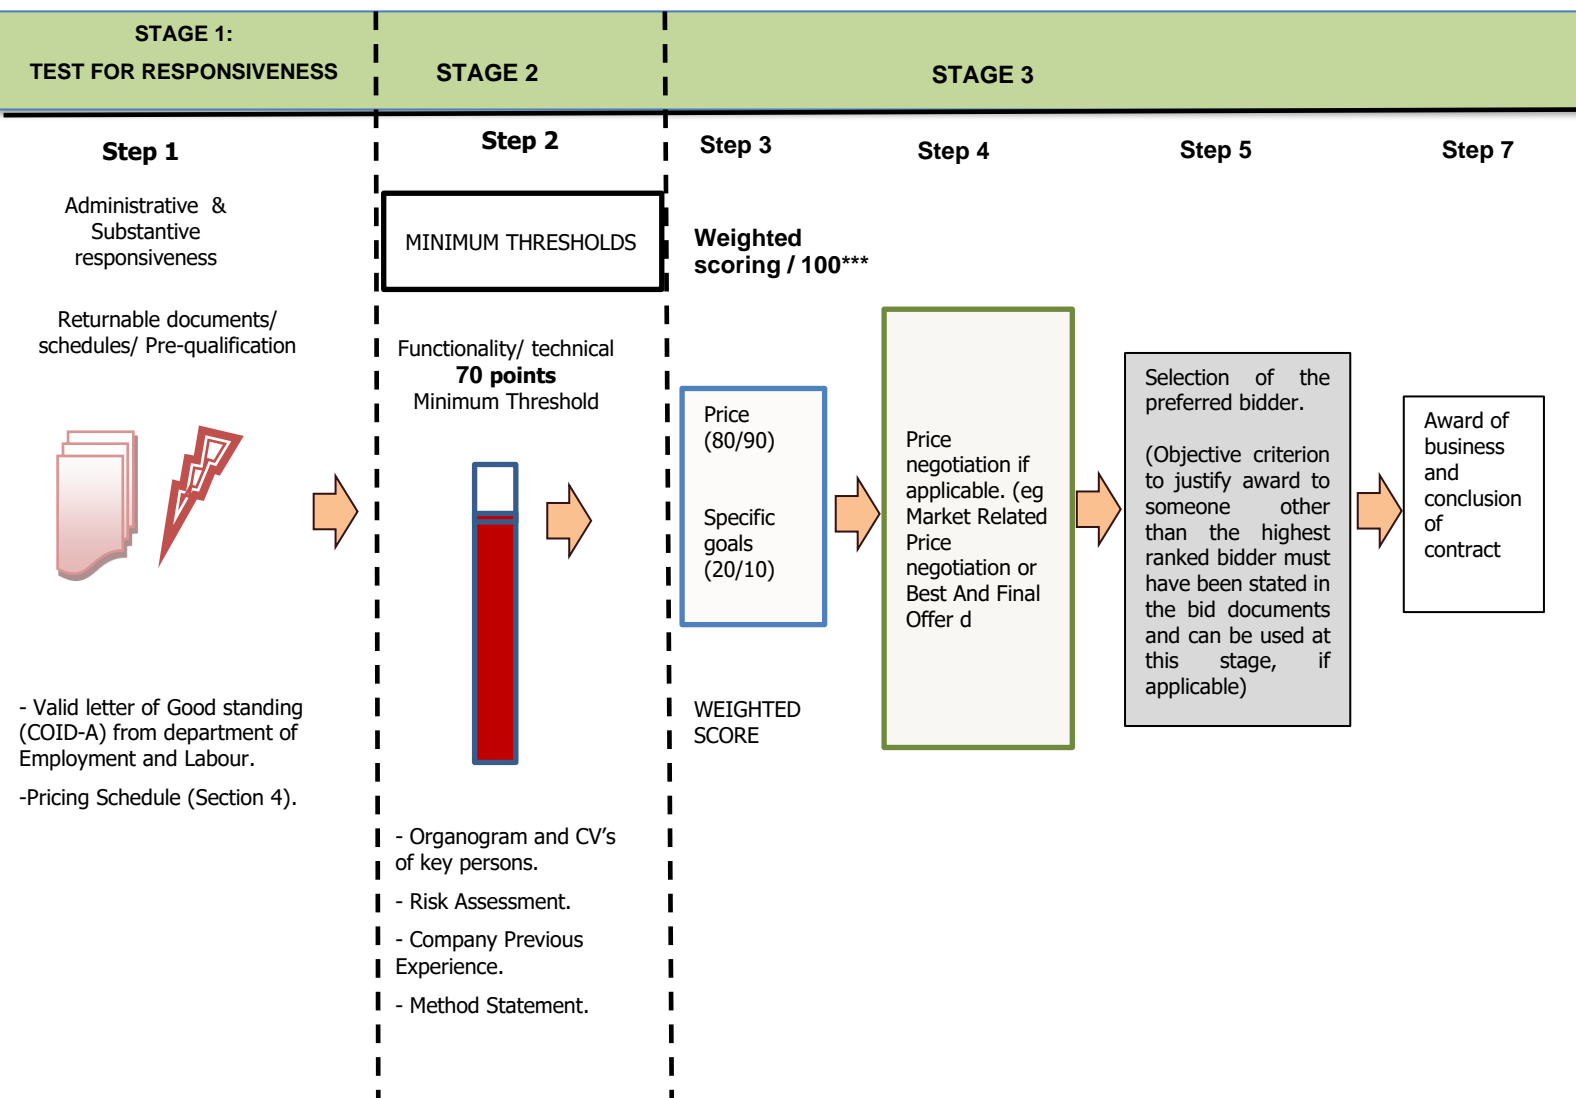 STAGE 1:
TEST FOR RESPONSIVENESS
STAGE 2
STAGE 3
Step 1
Administrative &
Substantive
responsiveness
Returnable documents/
schedules/ Pre-qualification
- Valid letter of Good standing
(COID-A) from department of
Employment and Labour.
-Pricing Schedule (Section 4).
Step 2
MINIMUM THRESHOLDS
Functionality/ technical
70 points
Minimum Threshold
- Organogram and CV’s
of key persons.
- Risk Assessment.
- Company Previous
Experience.
- Method Statement.
Step 3
Weighted
scoring / 100***
Price
(80/90)
Specific
goals
(20/10)
WEIGHTED
SCORE
Step 4
Price
negotiation if
applicable. (eg
Market Related
Price
negotiation or
Best And Final
Offer d
Step 5
Selection of the
preferred bidder.
(Objective criterion
to justify award to
someone other
than the highest
ranked bidder must
have been stated in
the bid documents
and can be used at
this stage, if
applicable)
Step 7
Award of
business
and
conclusion
of
contract